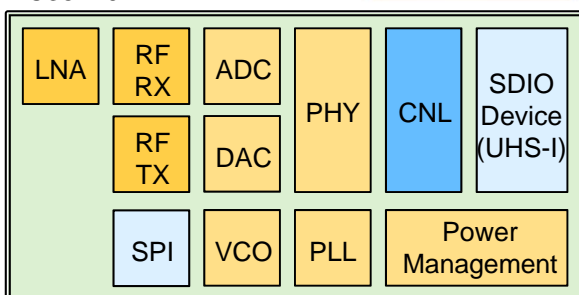 LNA
RF
RX
ADC
PHY
CNL
SDIO
Device
(UHS-I)
RF
TX
DAC
SPI
VCO
PLL
Power
Management